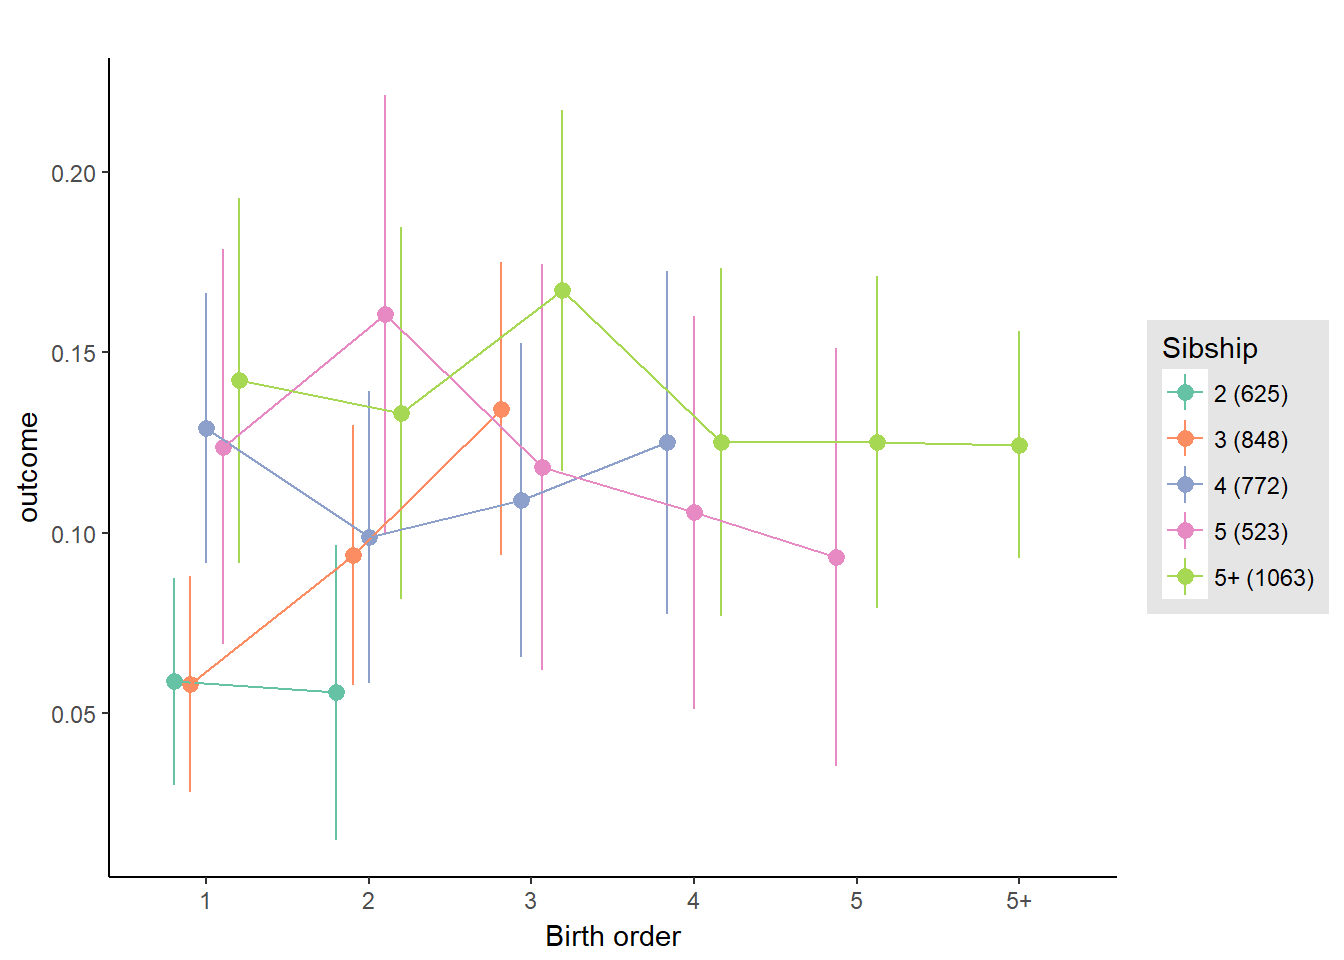 0.20
0.15
0.10
0.05
outcome
1 2 3 4 5 5+
Birth order
Sibship
2 (625)
3 (848)
4 (772)
5 (523)
5+ (1063)